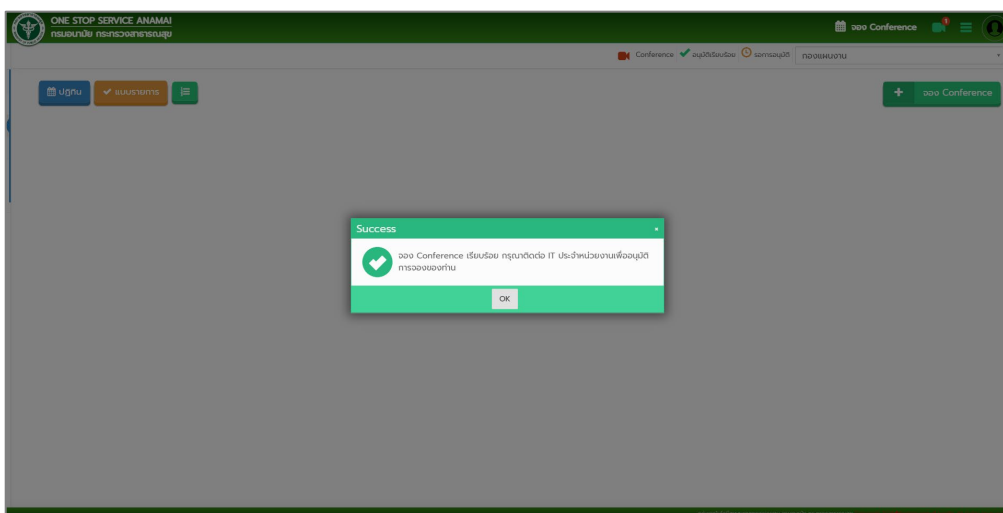 ONE STOP SERVICE ANAMAI
กรมอนามัย กระทรวงสาธารณสุข
จอง Conference
1
Conference อนุมัติเรียบร้อย รอการอนุมัติ กองแผนงาน
ปฏิทิน
แบบรายการ
+ จอง Conference
Success ×
จอง Conference เรียบร้อย กรุณาติดต่อ IT ประจำหน่วยงานเพื่ออนุมัติ
การจองของท่าน
OK